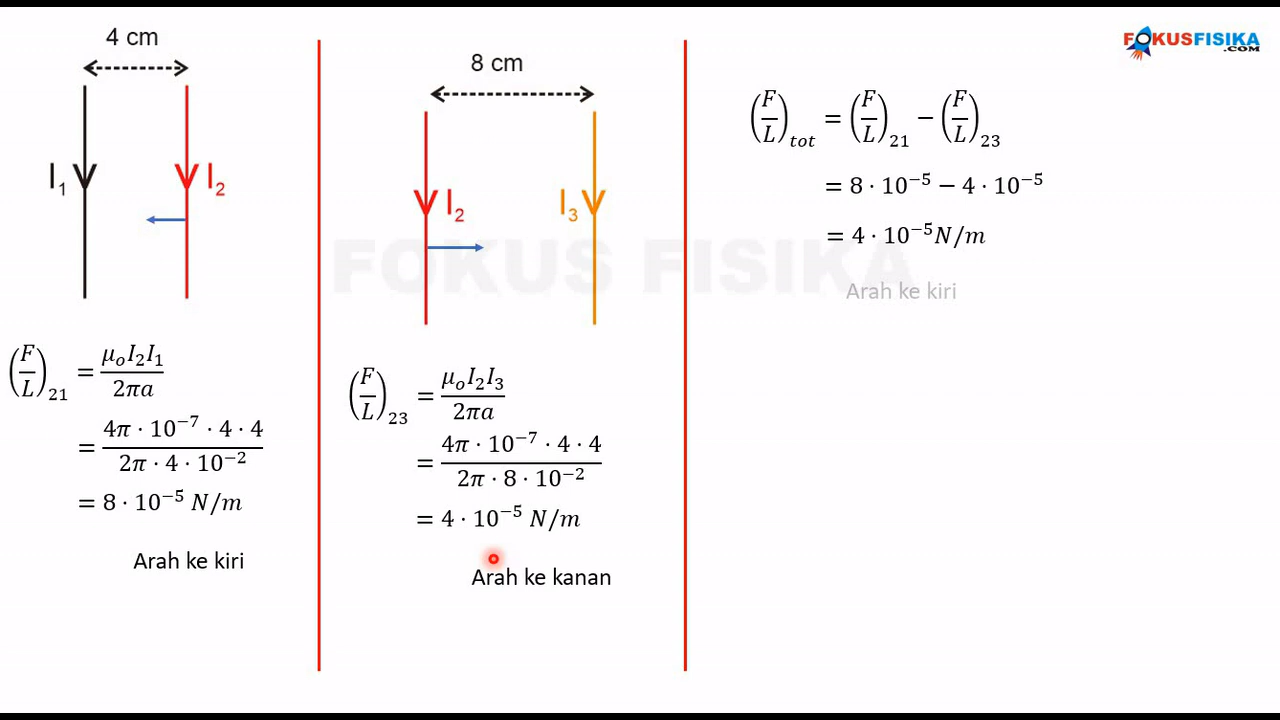 4 cm
I₁
I₂
(F/L)₂₁ = μₒI₂I₁/2πa
= 4π · 10⁻⁷ · 4 · 4/2π · 4 · 10⁻²
= 8 · 10⁻⁵ N/m
Arah ke kiri
8 cm
I₂
I₃
(F/L)₂₃ = μₒI₂I₃/2πa
= 4π · 10⁻⁷ · 4 · 4/2π · 8 · 10⁻²
= 4 · 10⁻⁵ N/m
Arah ke kanan
FOKUSFISIKA
.COM
(F/L)tot = (F/L)₂₁ − (F/L)₂₃
= 8 · 10⁻⁵ − 4 · 10⁻⁵
= 4 · 10⁻⁵N/m
Arah ke kiri
FOKUS FISIKA